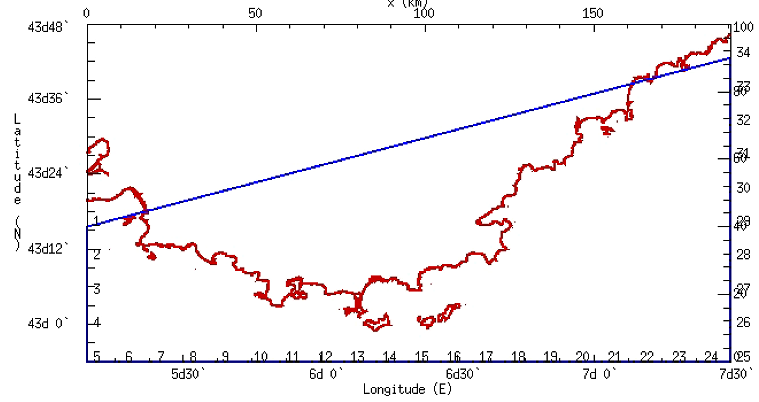 x (km)
0 50 100 150
43d48` 100
34
43d36` 80 33
32
Latitude (N)
43d24` 60 31
30
1 40 29
43d12` 2 28
3 20 27
43d 0` 4 26
5 6 7 8 9 10 11 12 13 14 15 16 17 18 19 20 21 22 23 24 0 25
5d30` 6d 0` 6d30` 7d 0` 7d30`
Longitude (E)